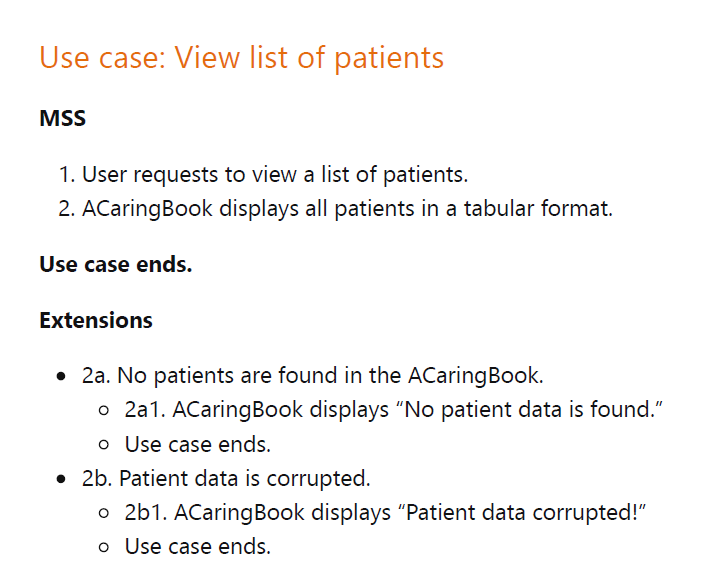 Use case: View list of patients
MSS
1. User requests to view a list of patients.
2. ACaringBook displays all patients in a tabular format.
Use case ends.
Extensions
• 2a. No patients are found in the ACaringBook.
○ 2a1. ACaringBook displays “No patient data is found.”
○ Use case ends.
• 2b. Patient data is corrupted.
○ 2b1. ACaringBook displays “Patient data corrupted!”
○ Use case ends.